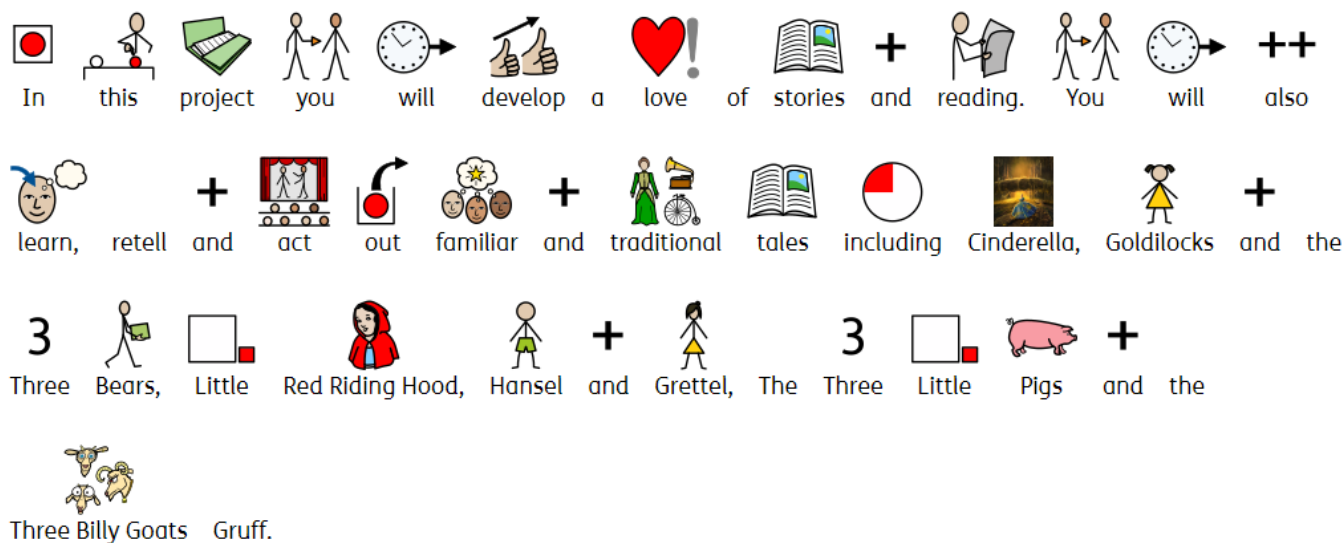 In this project you will develop a love of stories and reading. You will also
learn, retell and act out familiar and traditional tales including Cinderella, Goldilocks and the
3 3
Three Bears, Little Red Riding Hood, Hansel and Grettel, The Three Little Pigs and the
Three Billy Goats Gruff.